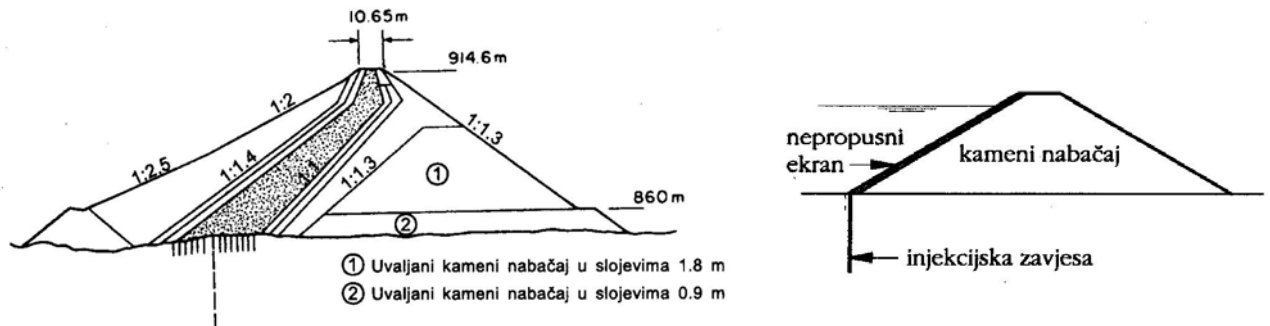 10.65m
914.6m
1:2
1:2.5
1:1.4
1:1
1:1.3
1:1.3
①
860m
②
① Uvaljani kameni nabačaj u slojevima 1.8 m
② Uvaljani kameni nabačaj u slojevima 0.9 m
nepropusni
ekran
kameni nabačaj
injekcijska zavjesa